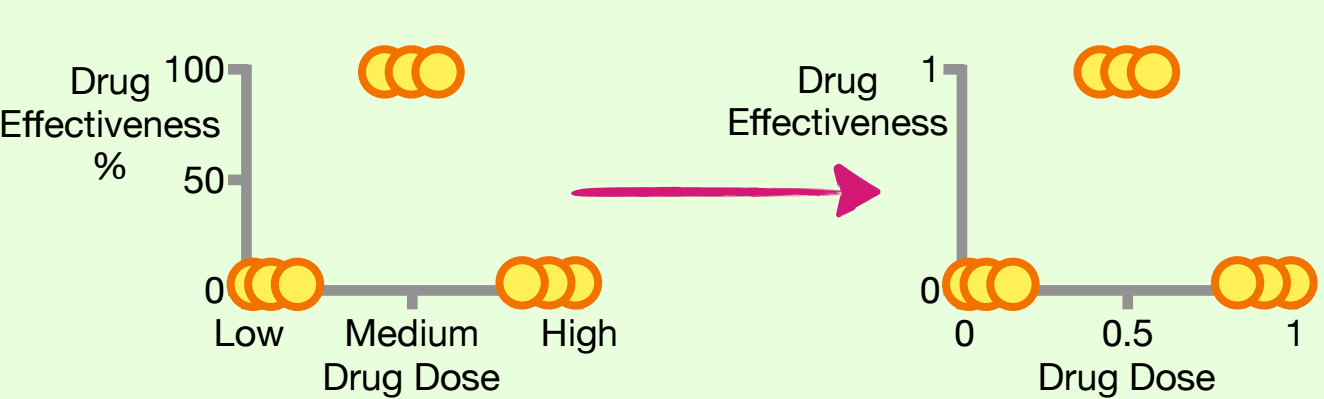 Drug
Effectiveness
%
100
50
0
Low Medium High
Drug Dose
Drug
Effectiveness
1
0
0 0.5 1
Drug Dose